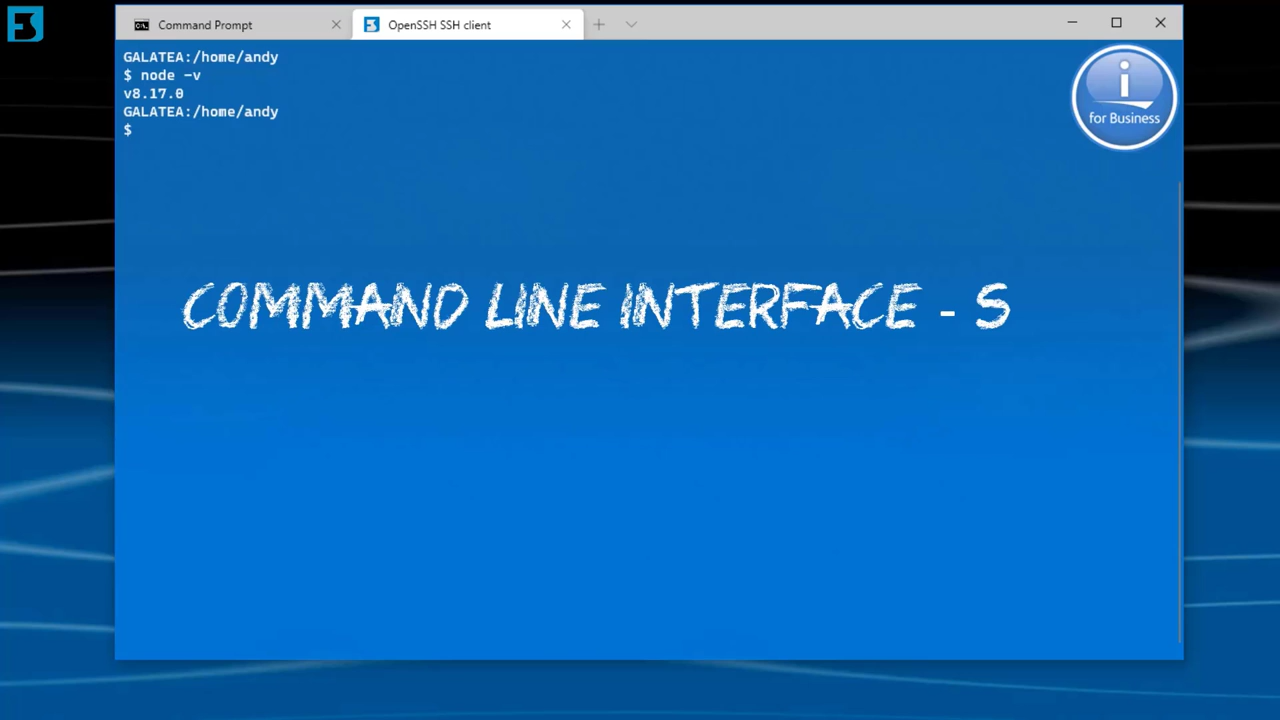 Command Prompt
OpenSSH SSH client
GALATEA:/home/andy
$ node -v
v8.17.0
GALATEA:/home/andy
$
i
for Business
COMMAND LINE INTERFACE - S